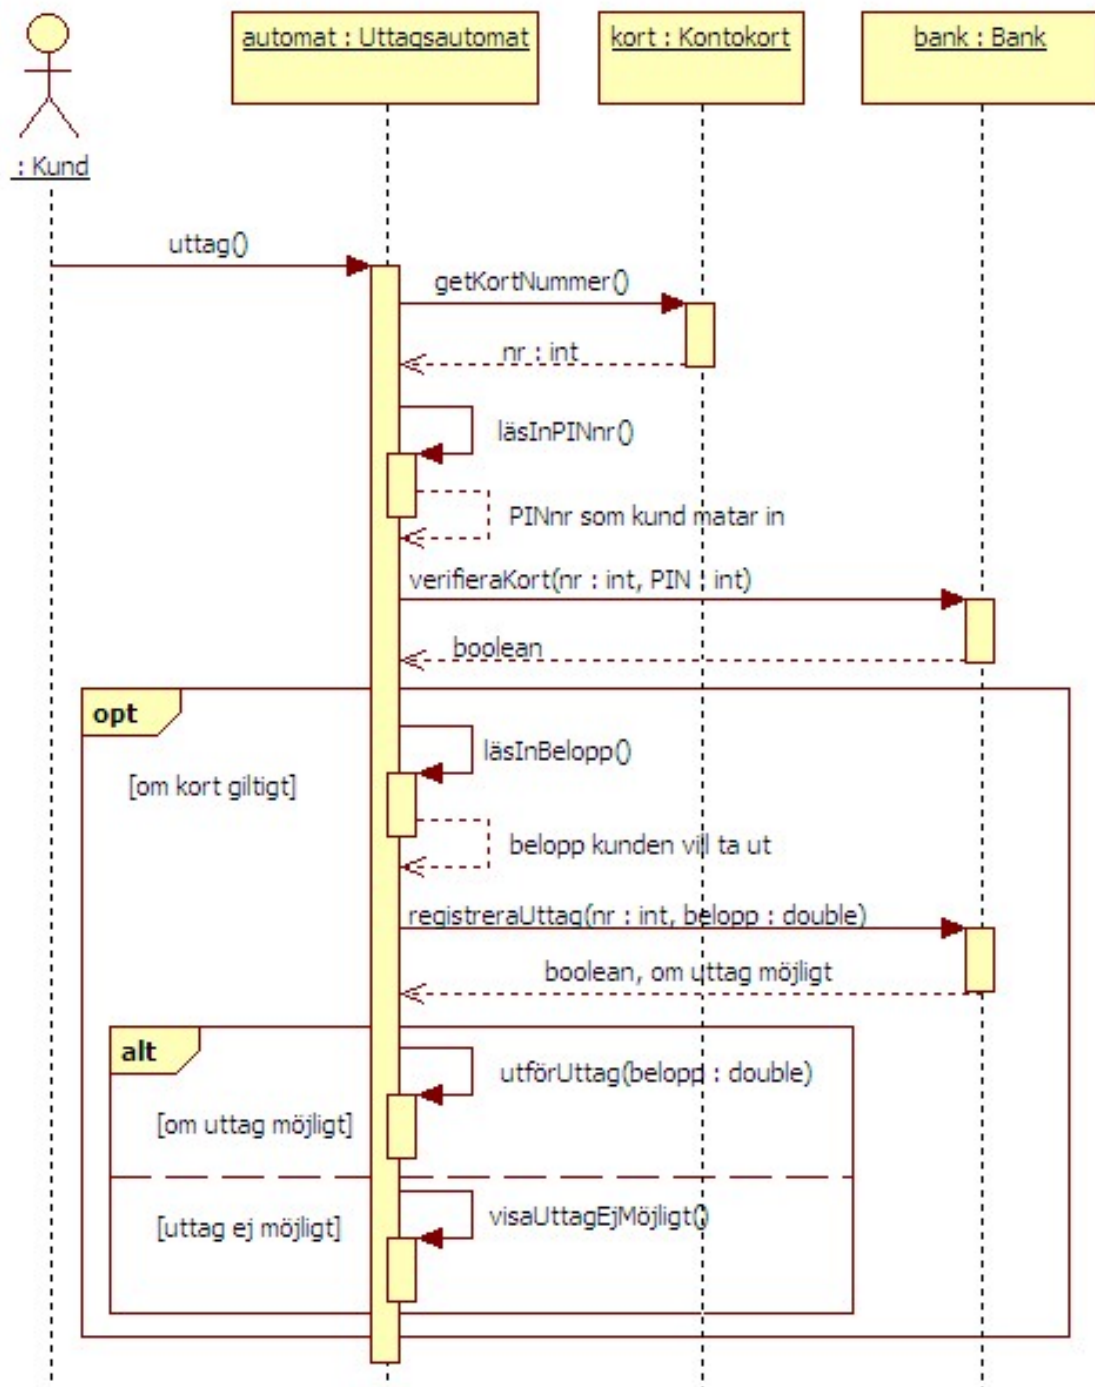 automat : Uttagsautomat
kort : Kontokort
bank : Bank
: Kund
uttag()
getKortNummer()
nr : int
läsInPINnr()
PINnr som kund matar in
verifieraKort(nr : int, PIN : int)
boolean
opt
läsInBelopp()
[om kort giltigt]
belopp kunden vill ta ut
registreraUttag(nr : int, belopp : double)
boolean, om uttag möjligt
alt
utförUttag(belopp : double)
[om uttag möjligt]
visaUttagEjMöjligt()
[uttag ej möjligt]